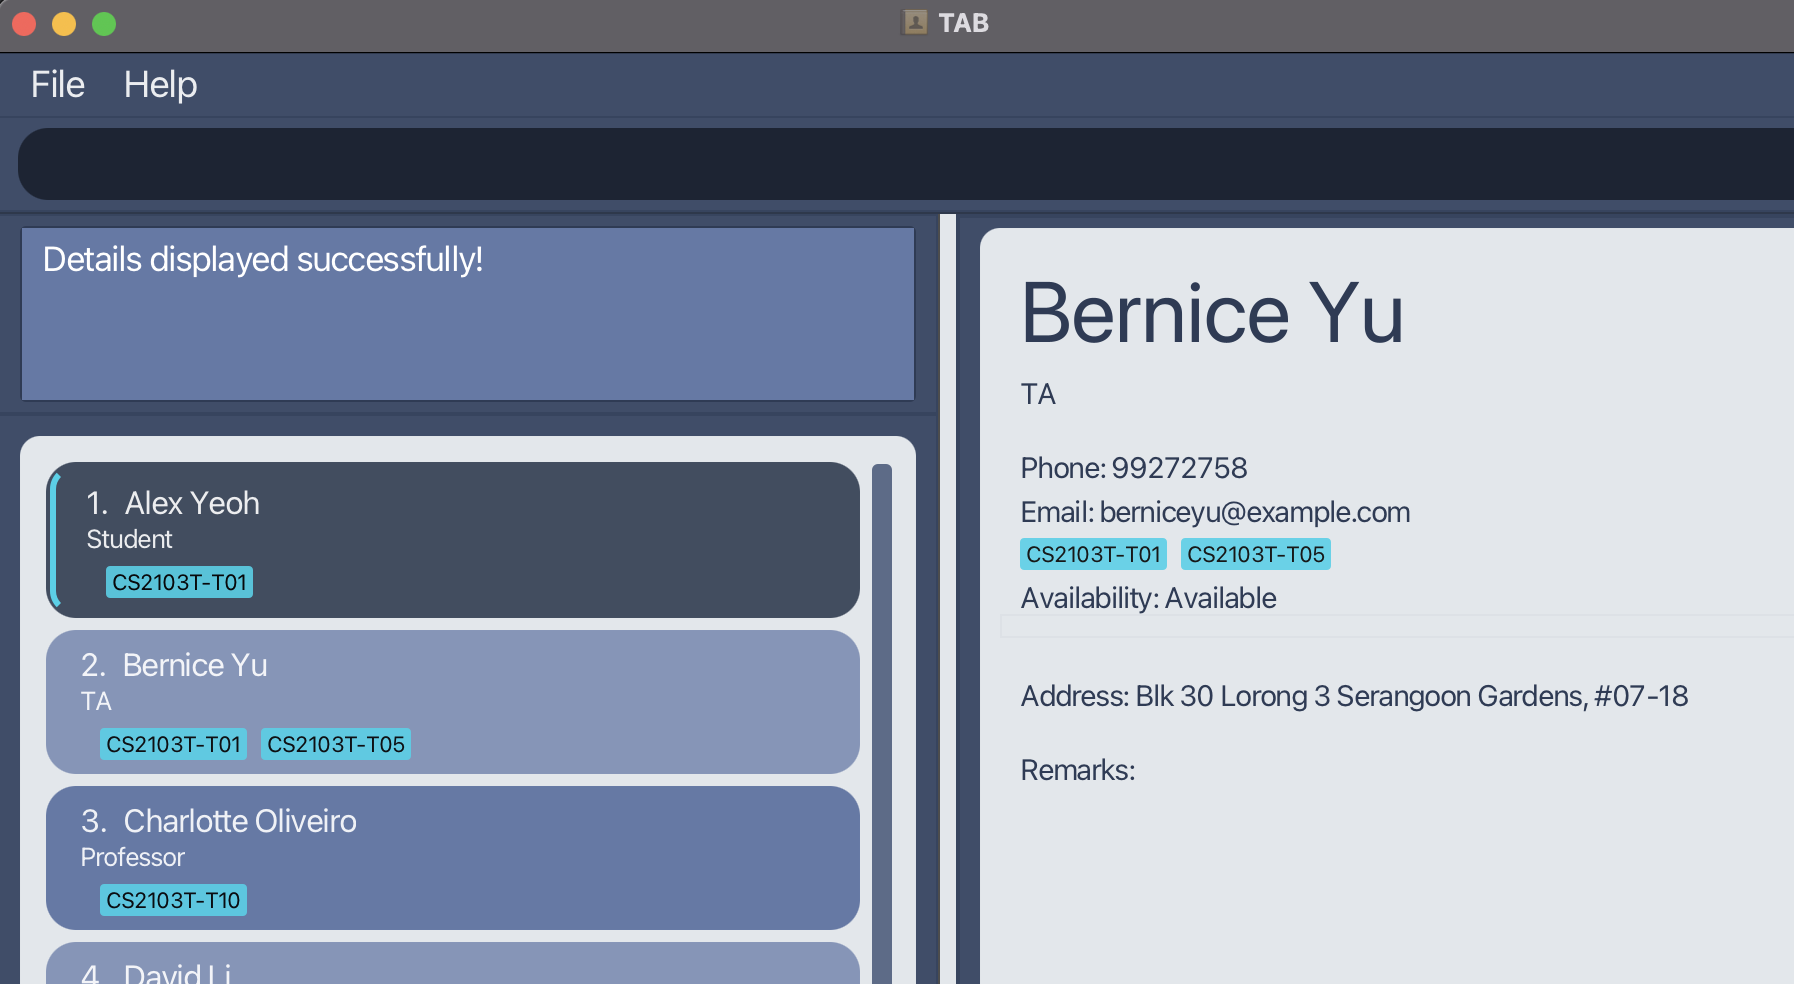 TAB
File Help
Details displayed successfully!
1. Alex Yeoh
Student
CS2103T-T01
2. Bernice Yu
TA
CS2103T-T01 CS2103T-T05
3. Charlotte Oliveiro
Professor
CS2103T-T10
4. David Li
Bernice Yu
TA
Phone: 99272758
Email: berniceyu@example.com
CS2103T-T01 CS2103T-T05
Availability: Available
Address: Blk 30 Lorong 3 Serangoon Gardens, #07-18
Remarks: